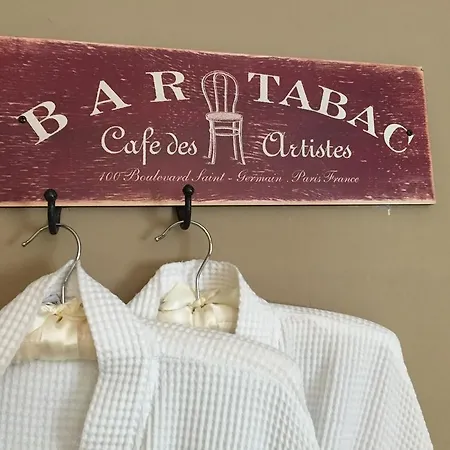 BAR TABAC
Cafe des Artistes
100 Boulevard Saint - Germain . Paris France